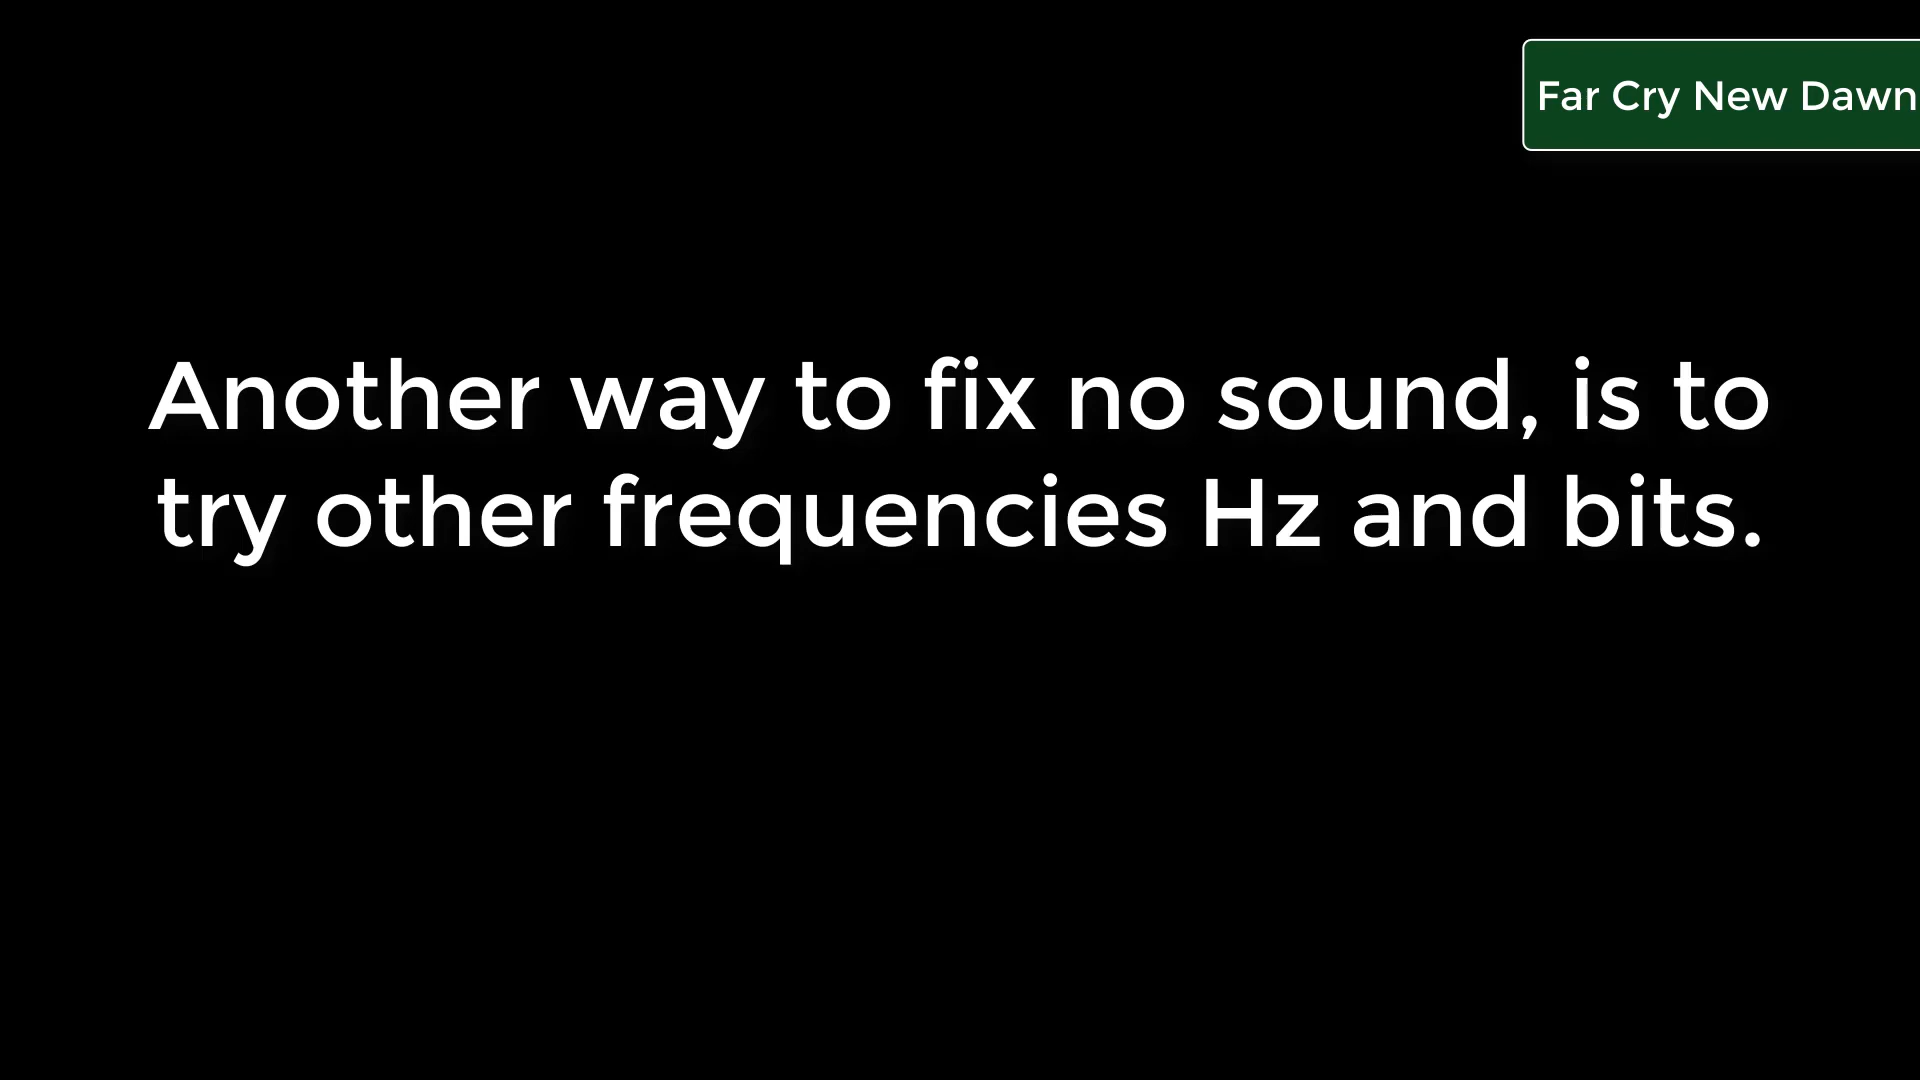 Far Cry New Dawn
Another way to fix no sound, is to
try other frequencies Hz and bits.